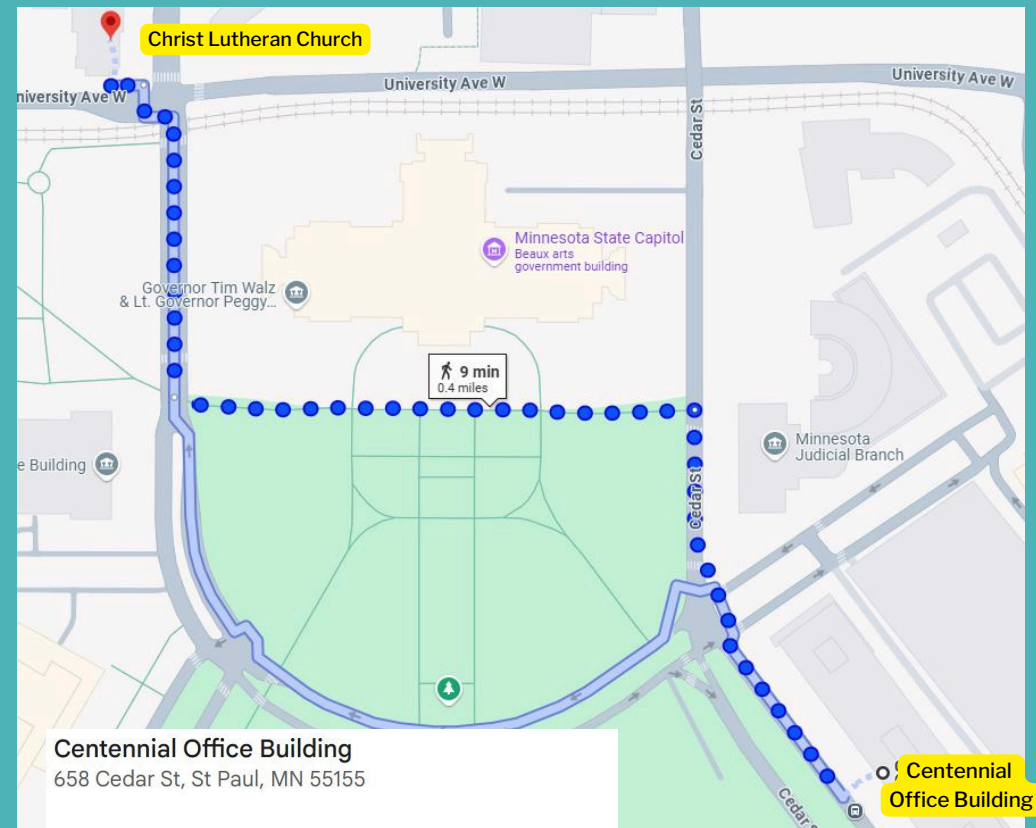 Christ Lutheran Church
University Ave W
University Ave W
niversity Ave W
Cedar St
Minnesota State Capitol
Beaux arts
government building
Governor Tim Walz
& Lt. Governor Peggy...
9 min
0.4 miles
Minnesota
Judicial Branch
e Building
Cedar St
Centennial Office Building
658 Cedar St, St Paul, MN 55155
Cedar S
Centennial
Office Building